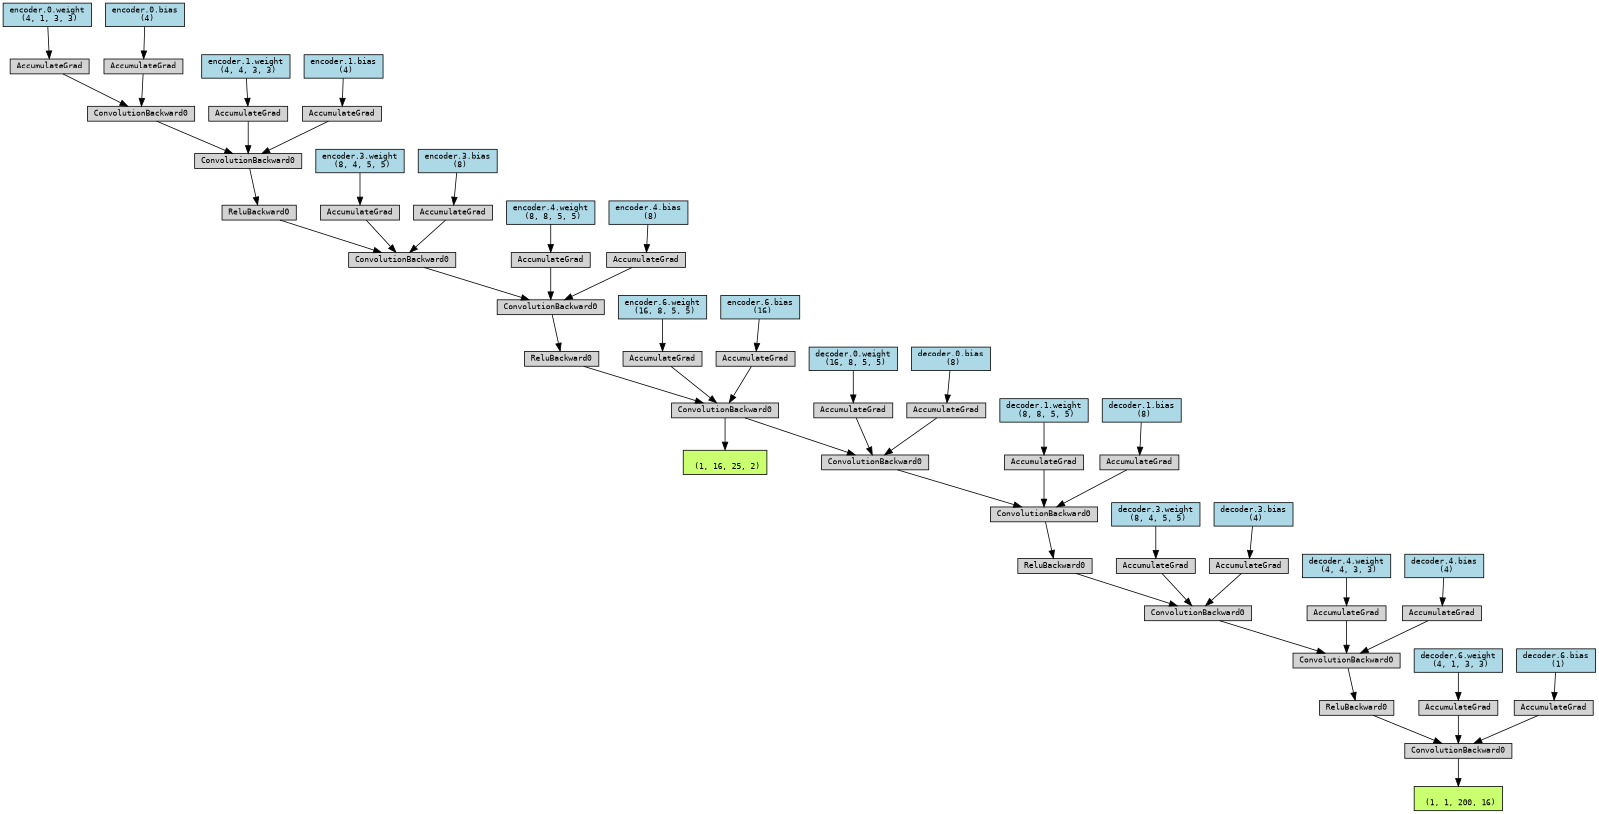 encoder.0.weight
(4, 1, 3, 3)
encoder.0.bias
(4)
AccumulateGrad
AccumulateGrad
encoder.1.weight
(4, 4, 3, 3)
encoder.1.bias
(4)
ConvolutionBackward0
AccumulateGrad
AccumulateGrad
ConvolutionBackward0
encoder.3.weight
(8, 4, 5, 5)
encoder.3.bias
(8)
ReluBackward0
AccumulateGrad
AccumulateGrad
encoder.4.weight
(8, 8, 5, 5)
encoder.4.bias
(8)
ConvolutionBackward0
AccumulateGrad
AccumulateGrad
ConvolutionBackward0
encoder.6.weight
(16, 8, 5, 5)
encoder.6.bias
(16)
ReluBackward0
AccumulateGrad
AccumulateGrad
decoder.0.weight
(16, 8, 5, 5)
decoder.0.bias
(8)
ConvolutionBackward0
AccumulateGrad
AccumulateGrad
decoder.1.weight
(8, 8, 5, 5)
decoder.1.bias
(8)
(1, 16, 25, 2)
ConvolutionBackward0
AccumulateGrad
AccumulateGrad
ConvolutionBackward0
decoder.3.weight
(8, 4, 5, 5)
decoder.3.bias
(4)
ReluBackward0
AccumulateGrad
AccumulateGrad
decoder.4.weight
(4, 4, 3, 3)
decoder.4.bias
(4)
ConvolutionBackward0
AccumulateGrad
AccumulateGrad
ConvolutionBackward0
decoder.6.weight
(4, 1, 3, 3)
decoder.6.bias
(1)
ReluBackward0
AccumulateGrad
AccumulateGrad
ConvolutionBackward0
(1, 1, 200, 16)